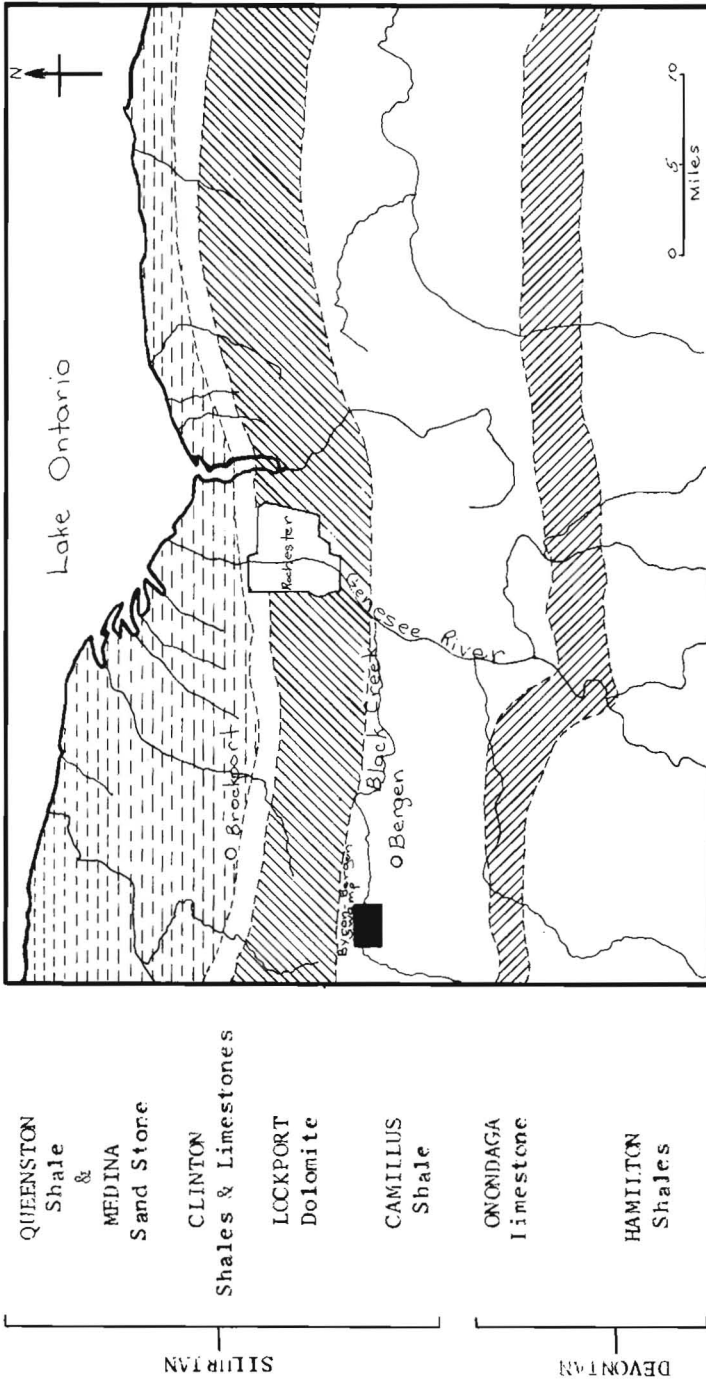 QUEENSTON
Shale
&
MEDINA
Sand Stone
CLINTON
Shales & Limestones
LOCKPORT
Dolomite
CAMILLUS
Shale
ONONDAGA
Limestone
HAMILTON
Shales
SILURIAN
DEVONIAN
N
Lake Ontario
Rochester
Genesee River
Brockport
Black Creek
Bergen
Byron-Bergen
Swamp
0 5 10
Miles